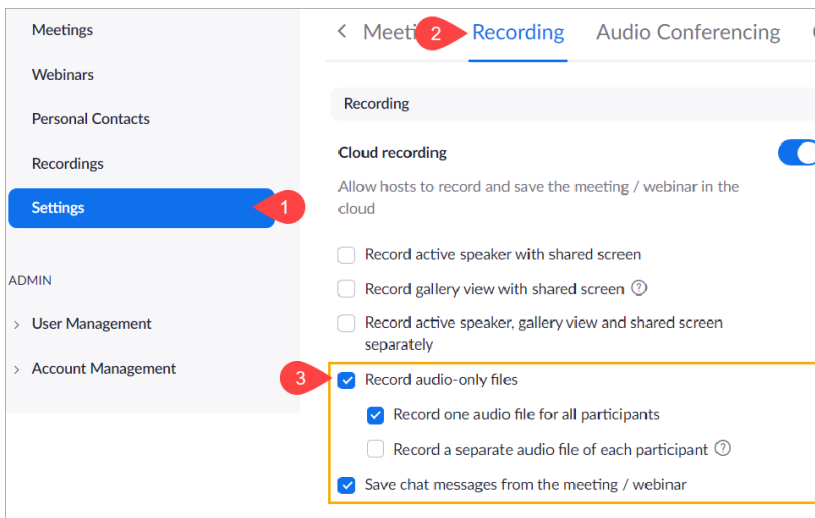 Meetings
Webinars
Personal Contacts
Recordings
Settings
1
ADMIN
> User Management
> Account Management
< Meeti
2
Recording
Audio Conferencing
Recording
Cloud recording
Allow hosts to record and save the meeting / webinar in the
cloud
Record active speaker with shared screen
Record gallery view with shared screen ?
Record active speaker, gallery view and shared screen
separately
3
Record audio-only files
Record one audio file for all participants
Record a separate audio file of each participant ?
Save chat messages from the meeting / webinar